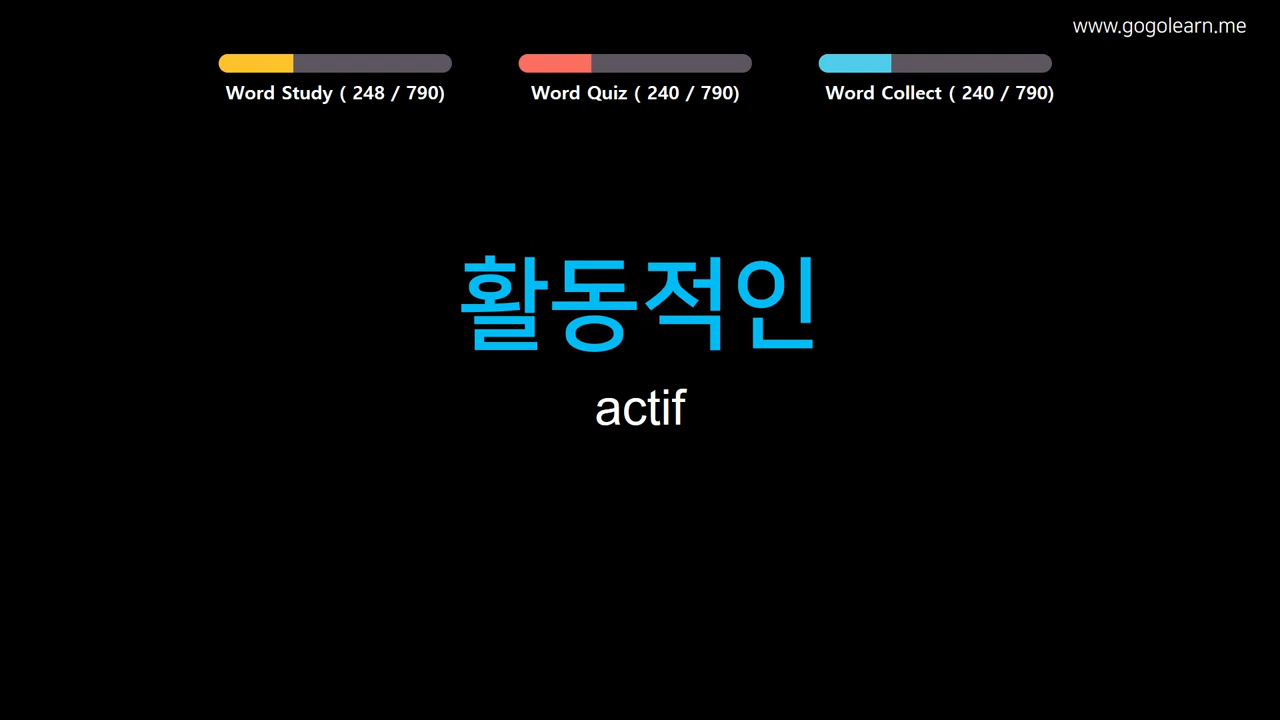 www.gogolearn.me
Word Study ( 248 / 790)
Word Quiz ( 240 / 790)
Word Collect ( 240 / 790)
활동적인
actif